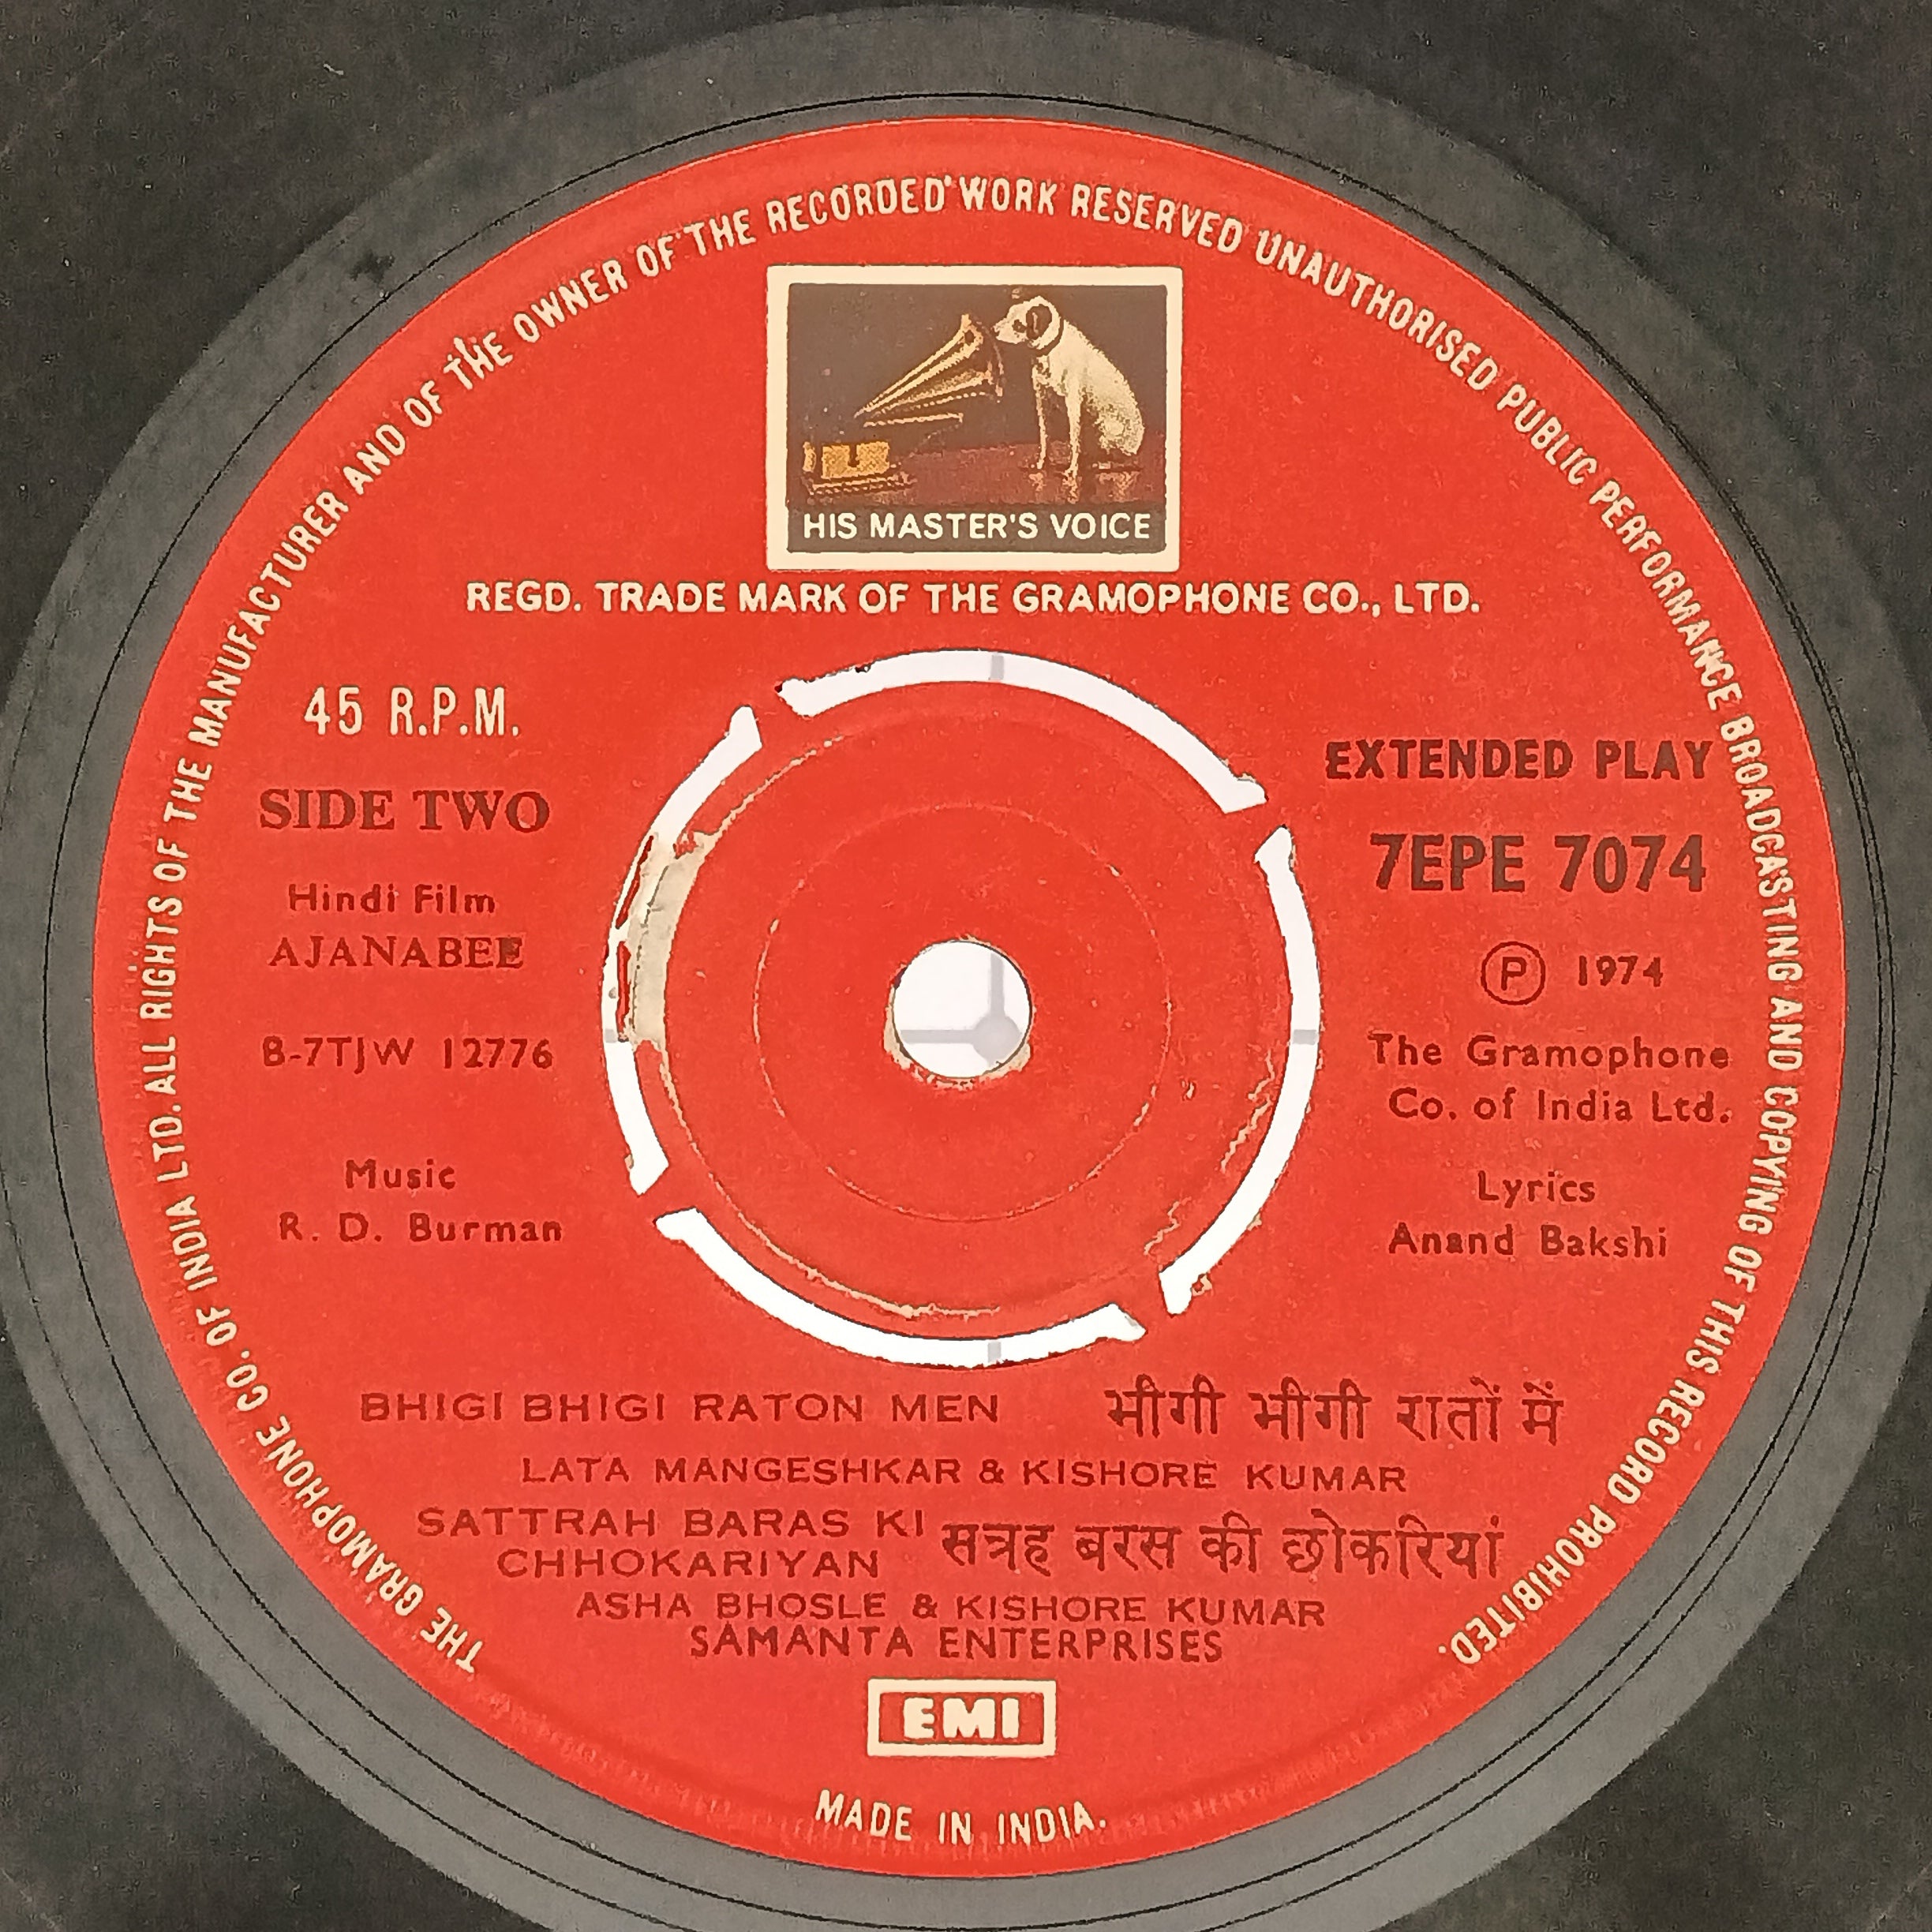 THE GRAMOPHONE CO. OF INDIA LTD. ALL RIGHTS OF THE MANUFACTURER AND OF THE OWNER OF THE RECORDED WORK RESERVED UNAUTHORISED PUBLIC PERFORMANCE BROADCASTING AND COPYING OF THIS RECORD PROHIBITED.
HIS MASTER'S VOICE
REGD. TRADE MARK OF THE GRAMOPHONE CO., LTD.
45 R.P.M.
SIDE TWO
Hindi Film
AJANABEE
B-7TJW 12776
Music
R. D. Burman
EXTENDED PLAY
7EPE 7074
Ⓟ 1974
The Gramophone
Co. of India Ltd.
Lyrics
Anand Bakshi
BHIGI BHIGI RATON MEN भीगी भीगी रातों में
LATA MANGESHKAR & KISHORE KUMAR
SATTRAH BARAS KI
CHHOKARIYAN
सत्रह बरस की छोकरियां
ASHA BHOSLE & KISHORE KUMAR
SAMANTA ENTERPRISES
EMI
MADE IN INDIA.